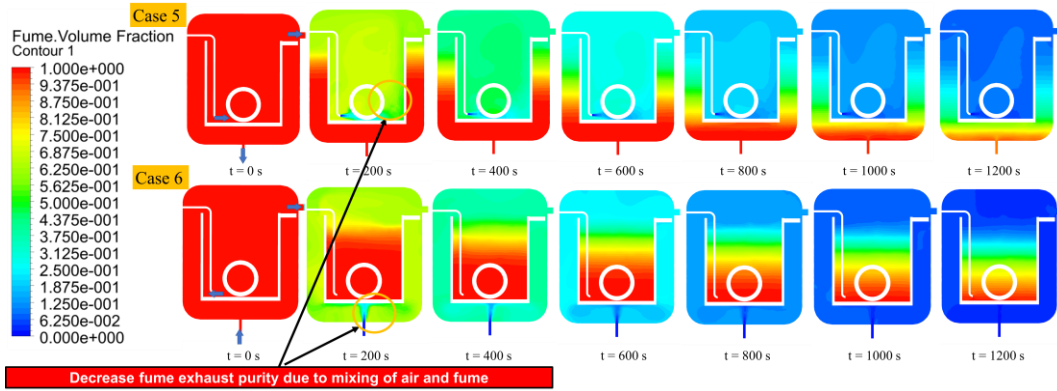 Case 5
Fume.Volume Fraction
Contour 1
1.000e+000
9.375e-001
8.750e-001
8.125e-001
7.500e-001
6.875e-001
6.250e-001
5.625e-001
5.000e-001
4.375e-001
3.750e-001
3.125e-001
2.500e-001
1.875e-001
1.250e-001
6.250e-002
0.000e+000
t = 0 s
t = 200 s
t = 400 s
t = 600 s
t = 800 s
t = 1000 s
t = 1200 s
Case 6
t = 0 s
t = 200 s
t = 400 s
t = 600 s
t = 800 s
t = 1000 s
t = 1200 s
Decrease fume exhaust purity due to mixing of air and fume